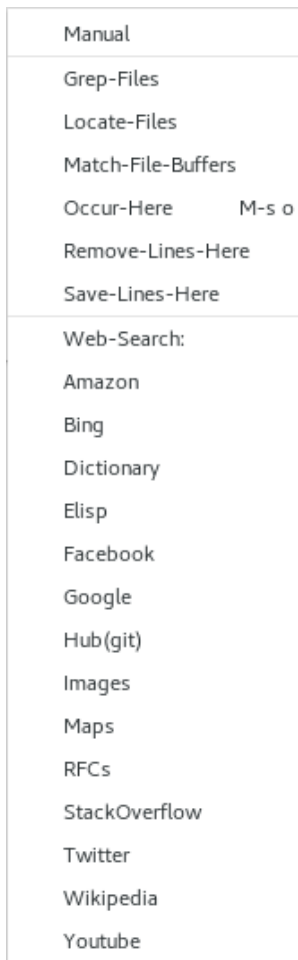 Manual
Grep-Files
Locate-Files
Match-File-Buffers
Occur-Here M-s o
Remove-Lines-Here
Save-Lines-Here
Web-Search:
Amazon
Bing
Dictionary
Elisp
Facebook
Google
Hub(git)
Images
Maps
RFCs
StackOverflow
Twitter
Wikipedia
Youtube